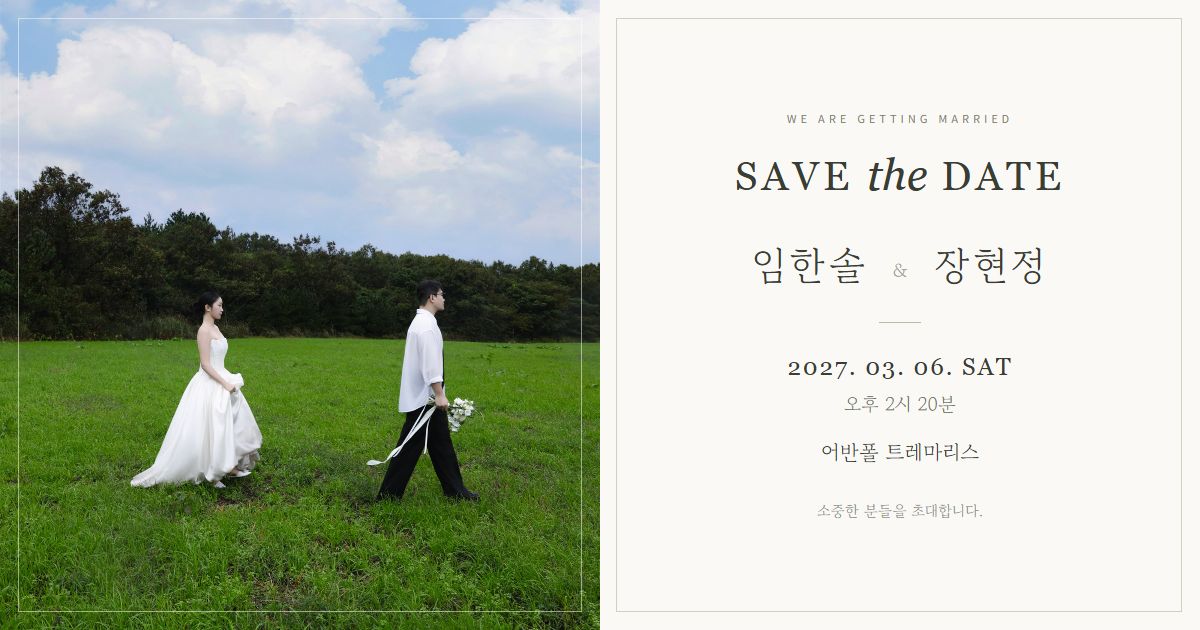 WE ARE GETTING MARRIED
SAVE the DATE
임한솔 & 장현정
2027. 03. 06. SAT
오후 2시 20분
어반폴 트레마리스
소중한 분들을 초대합니다.